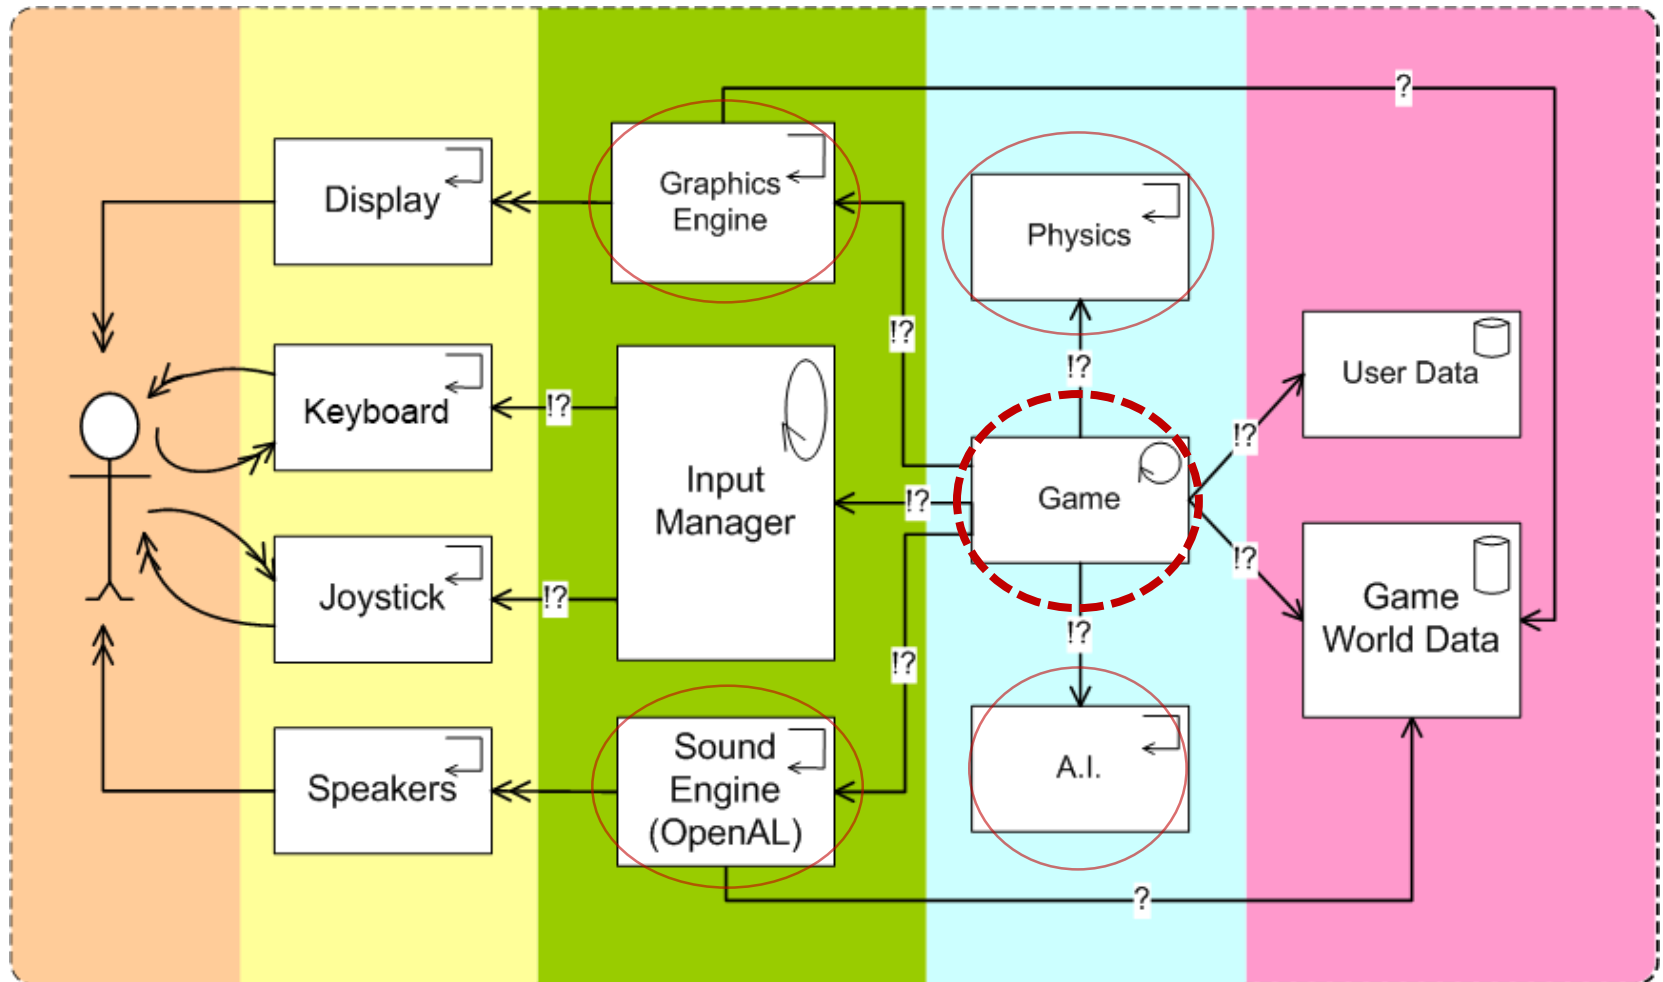 ?
Display
Graphics
Engine
Physics
!?
!?
User Data
Keyboard
!?
!?
Input
Manager
!?
Game
!?
Game
World Data
Joystick
!?
!?
!?
Speakers
Sound
Engine
(OpenAL)
A.I.
?